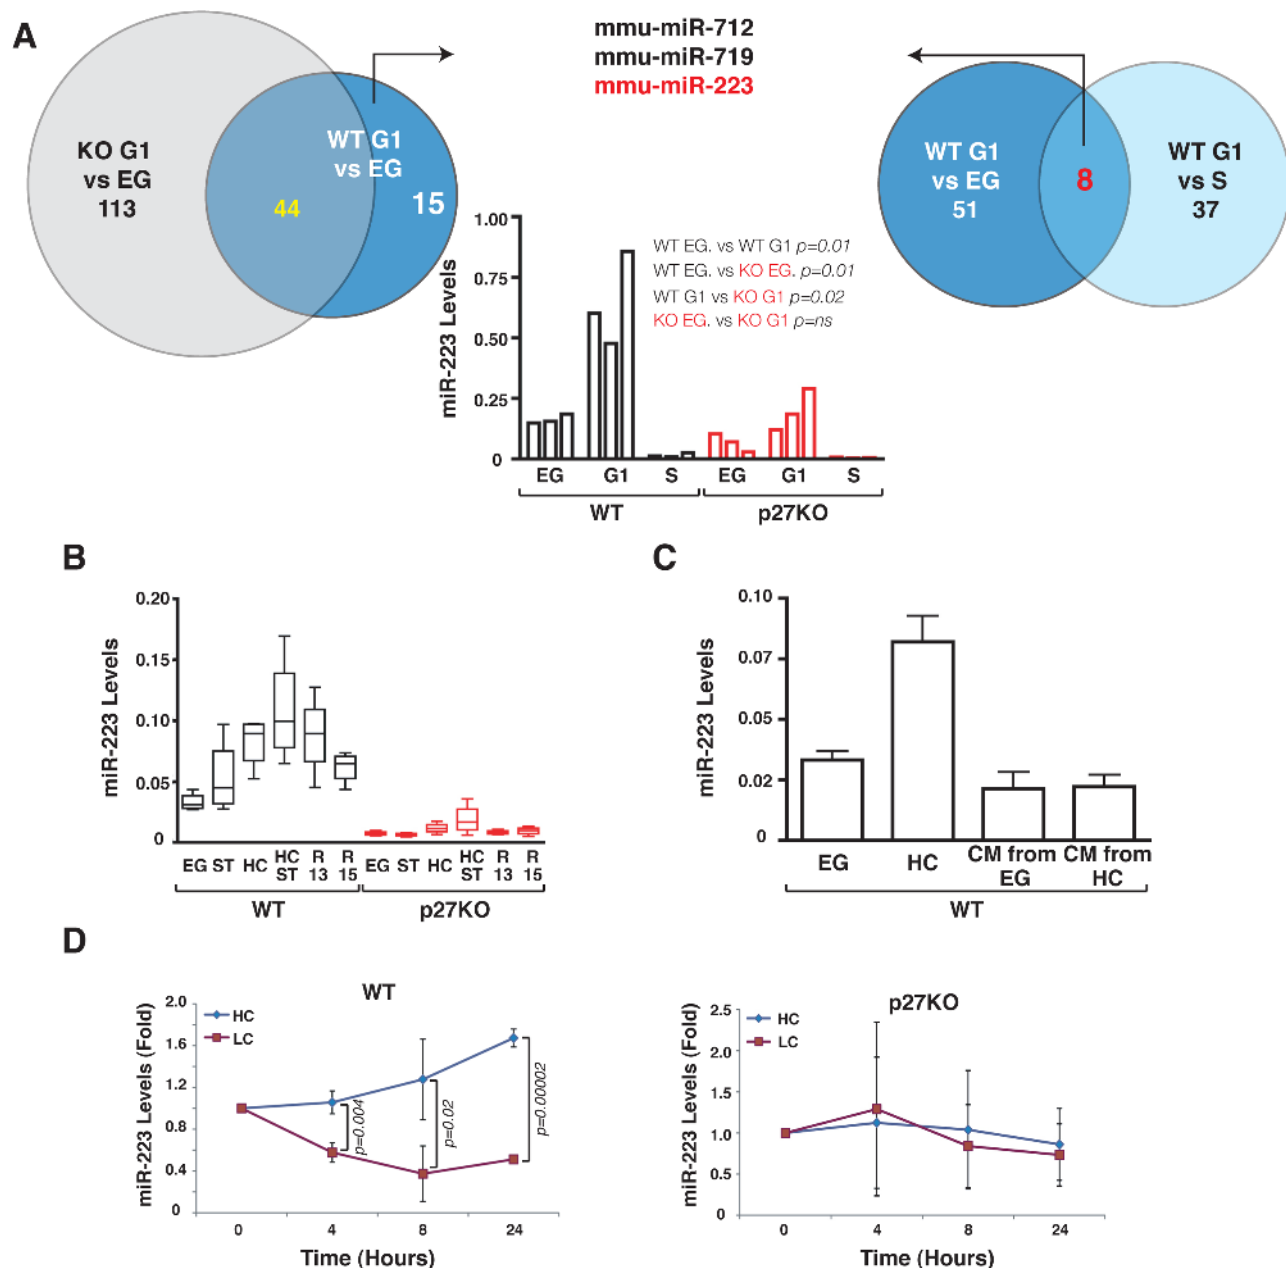 A
mmu-miR-712
mmu-miR-719
mmu-miR-223
KO G1
vs EG
113
44
WT G1
vs EG
15
WT G1
vs EG
51
8
WT G1
vs S
37
miR-223 Levels
1.00
0.75
0.50
0.25
0
WT EG. vs WT G1 p=0.01
WT EG. vs KO EG. p=0.01
WT G1 vs KO G1 p=0.02
KO EG. vs KO G1 p=ns
EG G1 S EG G1 S
WT p27KO
B
miR-223 Levels
0.20
0.15
0.10
0.05
0
EG ST HC HC ST R 13 R 15 EG ST HC HC ST R 13 R 15
WT p27KO
C
miR-223 Levels
0.10
0.07
0.05
0.02
0
EG HC CM from EG CM from HC
WT
D
WT
miR-223 Levels (Fold)
2.0
1.6
1.2
0.8
0.4
0
HC
LC
p=0.004
p=0.02
p=0.00002
0 4 8 24
Time (Hours)
p27KO
miR-223 Levels (Fold)
2.5
2.0
1.5
1.0
0.5
0
HC
LC
0 4 8 24
Time (Hours)